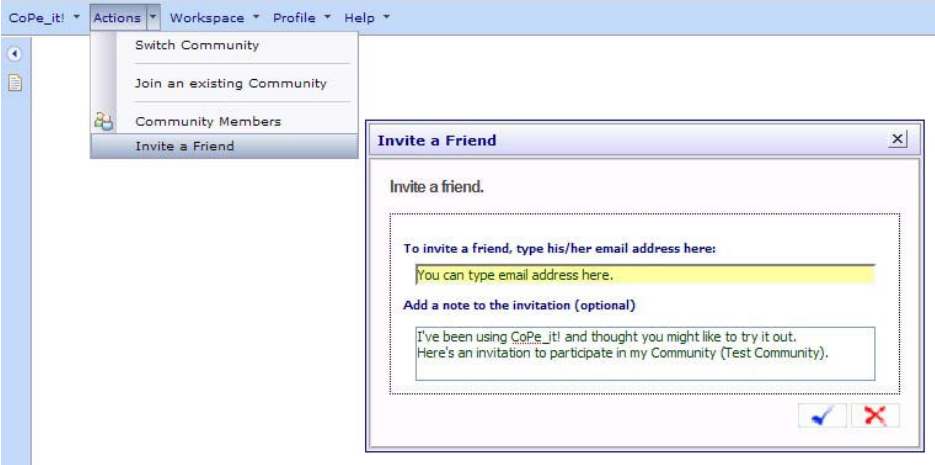 CoPe_it! Actions Workspace Profile Help
Switch Community
Join an existing Community
Community Members
Invite a Friend
Invite a Friend
Invite a friend.
To invite a friend, type his/her email address here:
You can type email address here.
Add a note to the invitation (optional)
I've been using CoPe_it! and thought you might like to try it out.
Here's an invitation to participate in my Community (Test Community).